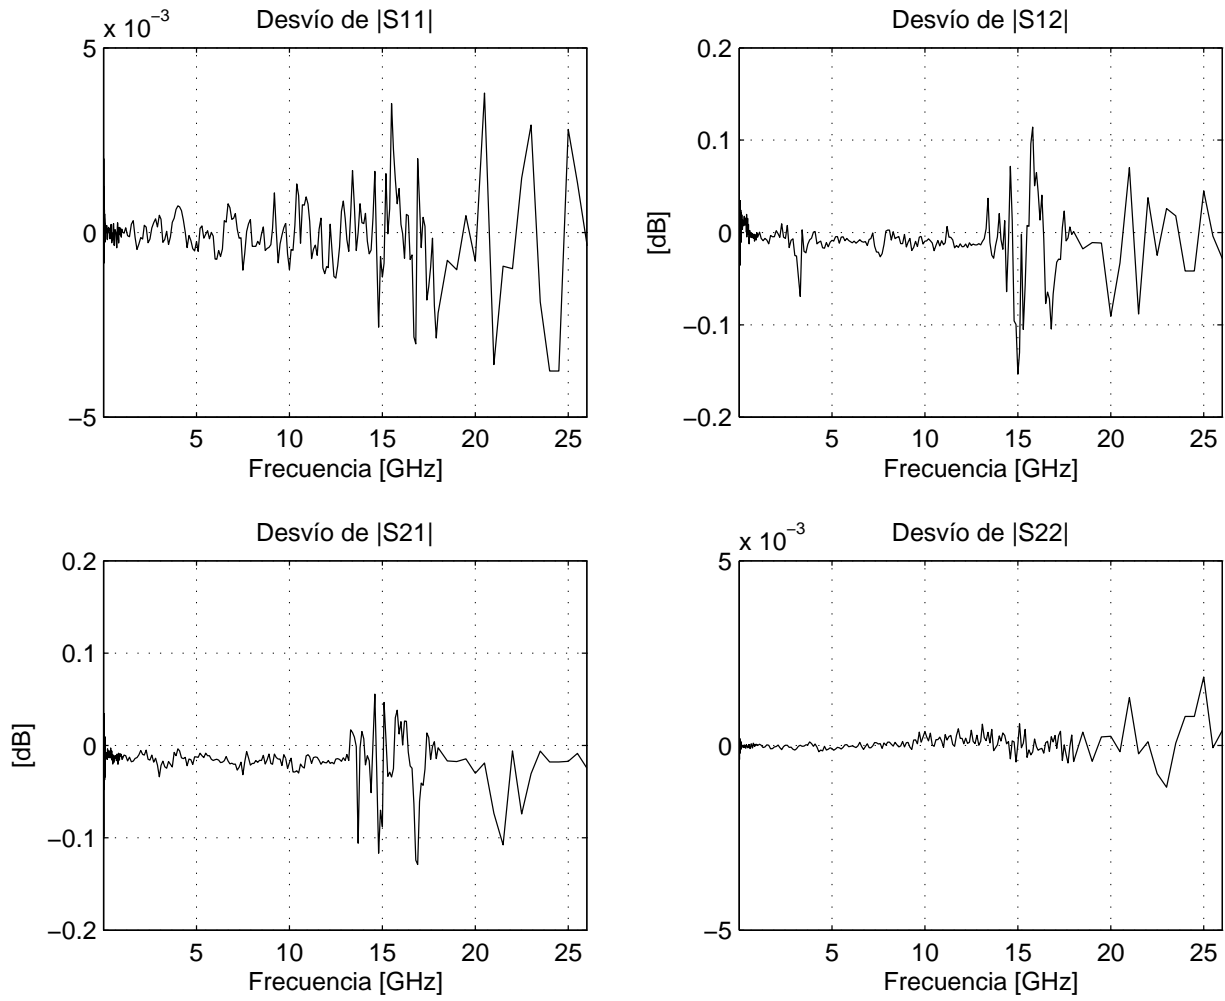 Desvío de |S11|
x 10⁻³
5
0
−5
5 10 15 20 25
Frecuencia [GHz]
Desvío de |S12|
0.2
0.1
0
−0.1
−0.2
[dB]
5 10 15 20 25
Frecuencia [GHz]
Desvío de |S21|
0.2
0.1
0
−0.1
−0.2
[dB]
5 10 15 20 25
Frecuencia [GHz]
Desvío de |S22|
x 10⁻³
5
0
−5
5 10 15 20 25
Frecuencia [GHz]